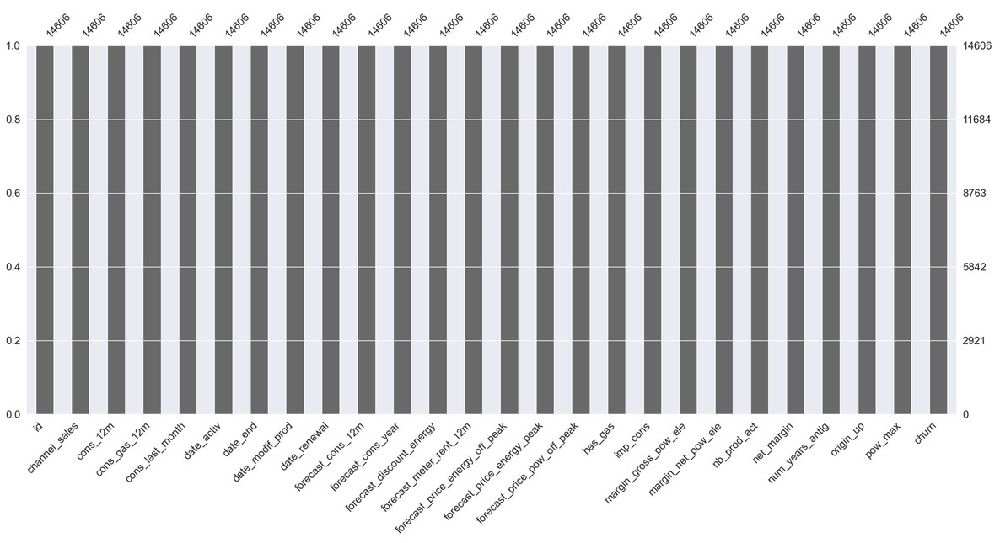 14606 14606 14606 14606 14606 14606 14606 14606 14606 14606 14606 14606 14606 14606 14606 14606 14606 14606 14606 14606 14606 14606 14606 14606 14606 14606
1.0 14606
0.8 11684
0.6 8763
0.4 5842
0.2 2921
0.0 0
id
channel_sales
cons_12m
cons_gas_12m
cons_last_month
date_activ
date_end
date_modif_prod
date_renewal
forecast_cons_12m
forecast_cons_year
forecast_discount_energy
forecast_meter_rent_12m
forecast_price_energy_off_peak
forecast_price_energy_peak
forecast_price_pow_off_peak
has_gas
imp_cons
margin_gross_pow_ele
margin_net_pow_ele
nb_prod_act
net_margin
num_years_antig
origin_up
pow_max
churn